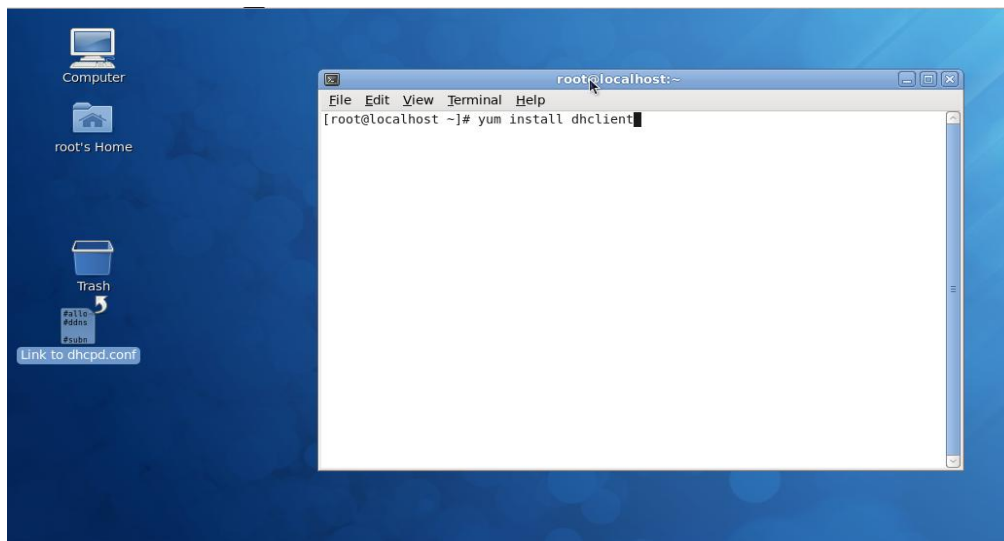 Computer
root's Home
Trash
#allo
#ddns
#subn
Link to dhcpd.conf
root@localhost:~
File Edit View Terminal Help
[root@localhost ~]# yum install dhclient